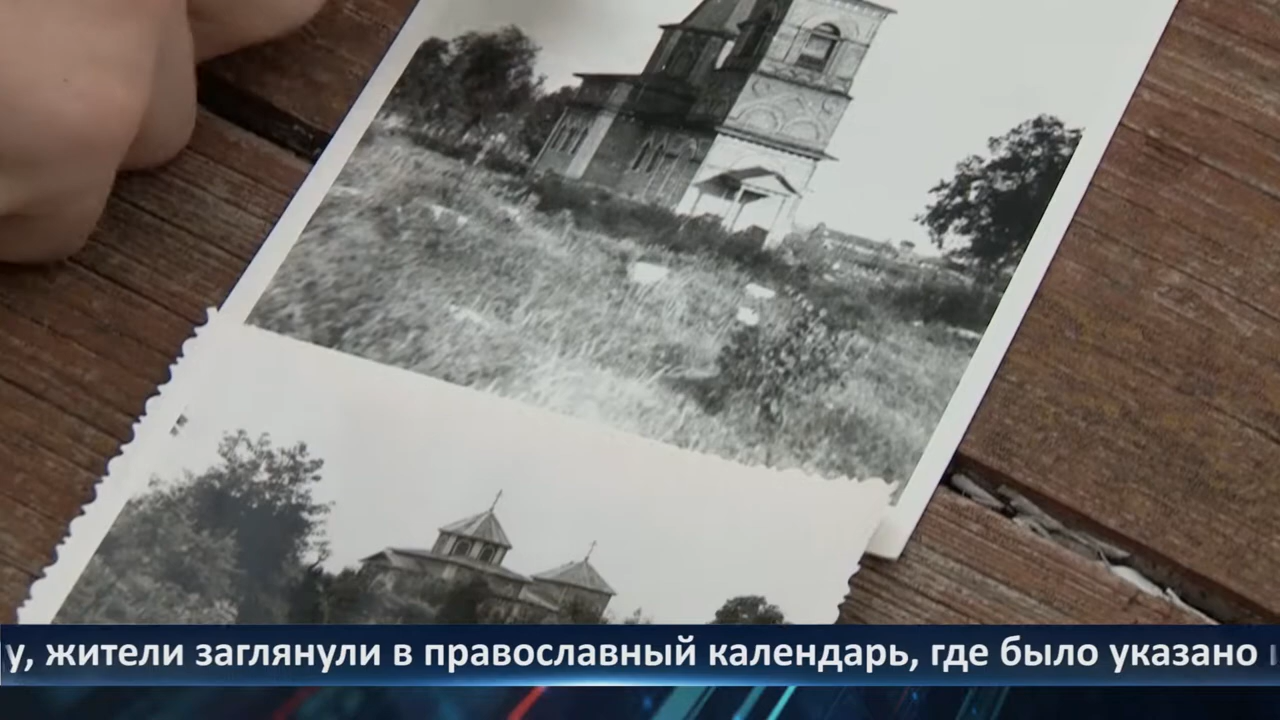 у, жители заглянули в православный календарь, где было указано